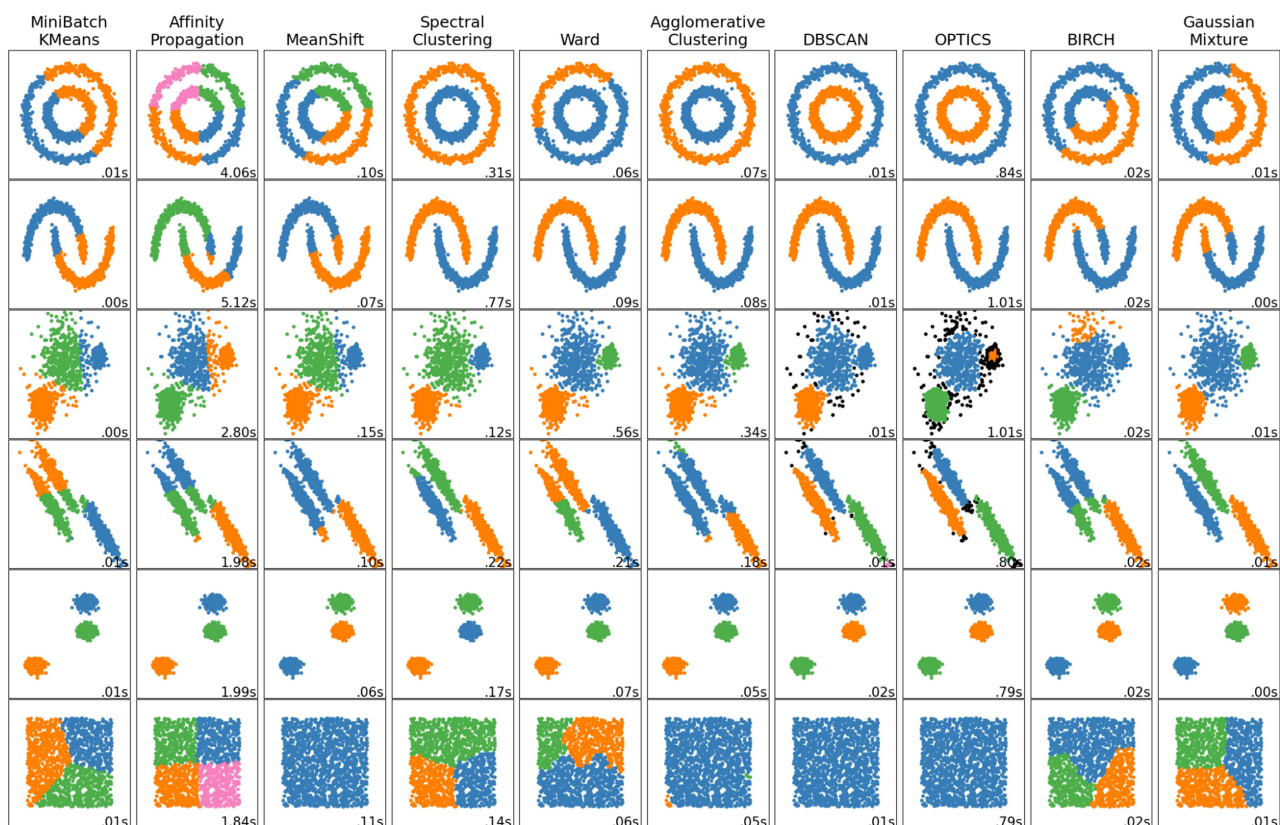 MiniBatch
KMeans
Affinity
Propagation
MeanShift
Spectral
Clustering
Ward
Agglomerative
Clustering
DBSCAN
OPTICS
BIRCH
Gaussian
Mixture
.01s
4.06s
.10s
.31s
.06s
.07s
.01s
.84s
.02s
.01s
.00s
5.12s
.07s
.77s
.09s
.08s
.01s
1.01s
.02s
.00s
.00s
2.80s
.15s
.12s
.56s
.34s
.01s
1.01s
.02s
.01s
.01s
1.98s
.10s
.22s
.21s
.18s
.01s
.80s
.02s
.01s
.01s
1.99s
.06s
.17s
.07s
.05s
.02s
.79s
.02s
.00s
.01s
1.84s
.11s
.14s
.06s
.05s
.01s
.79s
.02s
.01s